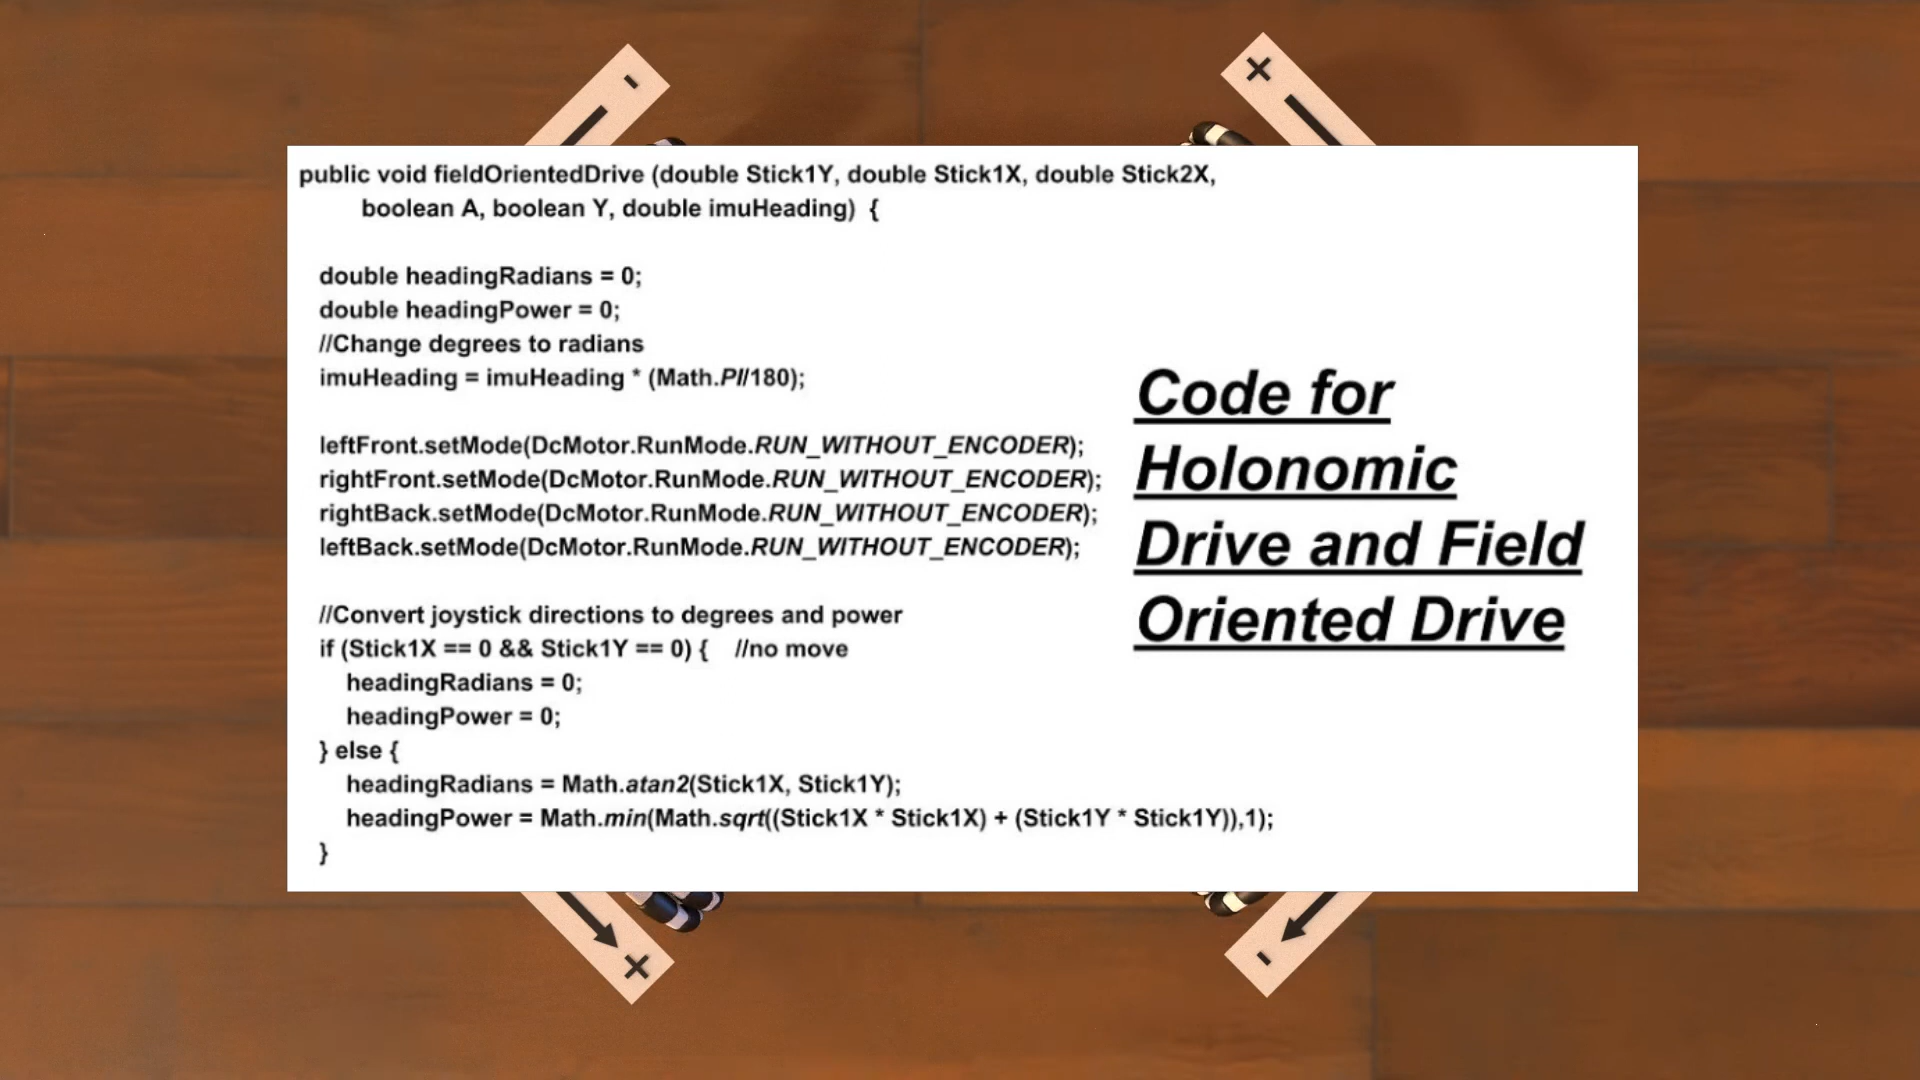 -
+
public void fieldOrientedDrive (double Stick1Y, double Stick1X, double Stick2X,
boolean A, boolean Y, double imuHeading) {
double headingRadians = 0;
double headingPower = 0;
//Change degrees to radians
imuHeading = imuHeading * (Math.PI/180);
leftFront.setMode(DcMotor.RunMode.RUN_WITHOUT_ENCODER);
rightFront.setMode(DcMotor.RunMode.RUN_WITHOUT_ENCODER);
rightBack.setMode(DcMotor.RunMode.RUN_WITHOUT_ENCODER);
leftBack.setMode(DcMotor.RunMode.RUN_WITHOUT_ENCODER);
//Convert joystick directions to degrees and power
if (Stick1X == 0 && Stick1Y == 0) { //no move
headingRadians = 0;
headingPower = 0;
} else {
headingRadians = Math.atan2(Stick1X, Stick1Y);
headingPower = Math.min(Math.sqrt((Stick1X * Stick1X) + (Stick1Y * Stick1Y)),1);
}
Code for
Holonomic
Drive and Field
Oriented Drive
+
-